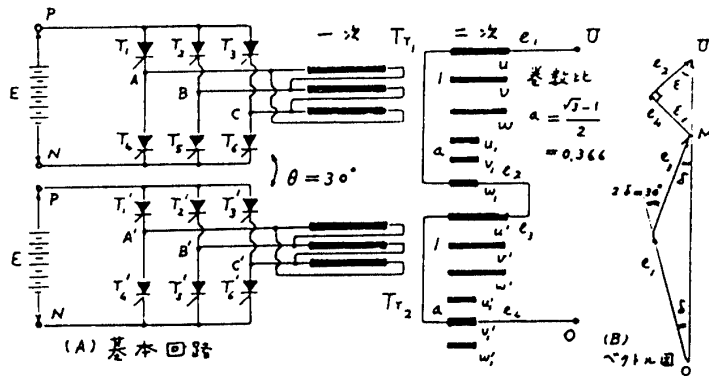 P
T₁ T₂ T₃
E
A
B
C
T₄ T₅ T₆
N
一次
Tr₁
二次
e₁
U
u
1 v 巻数比
w a = (√3-1)/2
u₁
a v₁ = 0.366
w₁ e₂
θ = 30°
P
T₁' T₂' T₃'
E
A'
B'
C'
T₄' T₅' T₆'
N
Tr₂
u' e₃
1 v'
w'
u₁'
a e₄
v₁' O
w₁'
(A) 基本回路
U
e₂ ε
e₄ ε₁
M
e₃ δ
2δ=30°
e₁
δ
O
(B)
ベクトル図